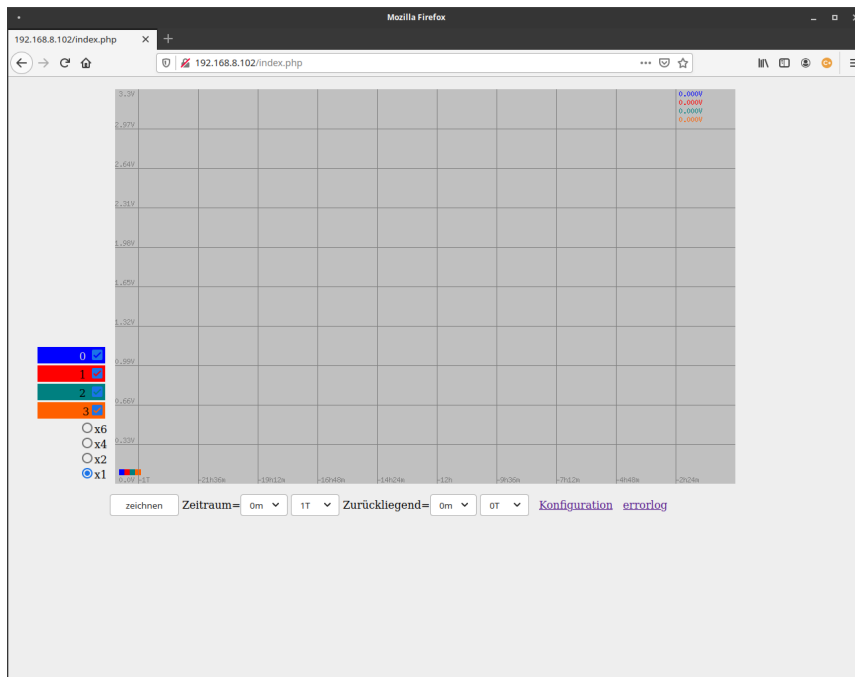 Mozilla Firefox
192.168.8.102/index.php
192.168.8.102/index.php
3.3V
0.000V
0.000V
0.000V
0.000V
2.97V
2.64V
2.31V
1.98V
1.65V
1.32V
0.99V
0.66V
0.33V
0
1
2
3
x6
x4
x2
x1
0.0V -1T -21h36m -19h12m -16h48m -14h24m -12h -9h36m -7h12m -4h48m -2h24m
zeichnen Zeitraum= 0m 1T Zurückliegend= 0m 0T Konfiguration errorlog